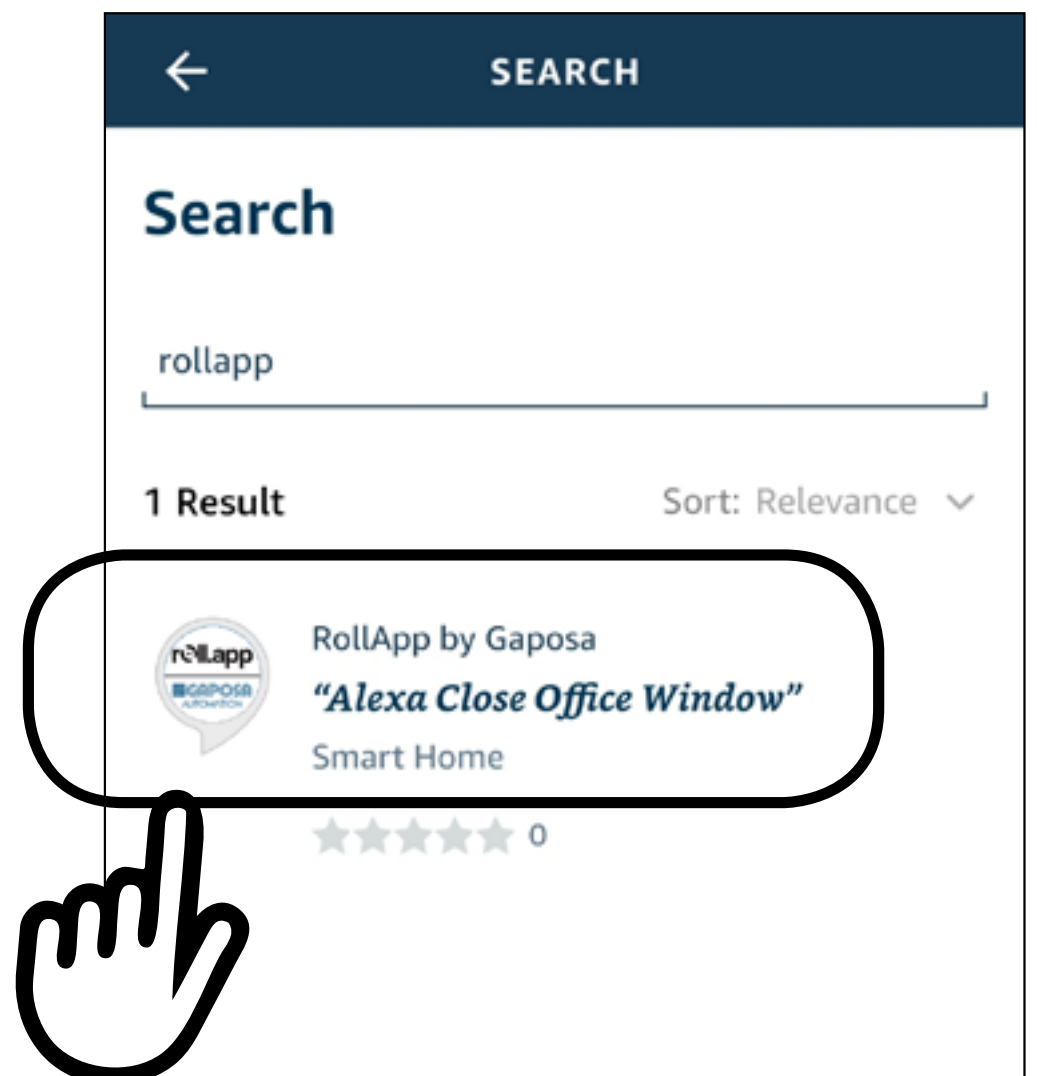 SEARCH
Search
rollapp
1 Result
Sort: Relevance
RollApp by Gaposa
rollapp
GAPOSA
AUTOMATION
“Alexa Close Office Window”
Smart Home
0